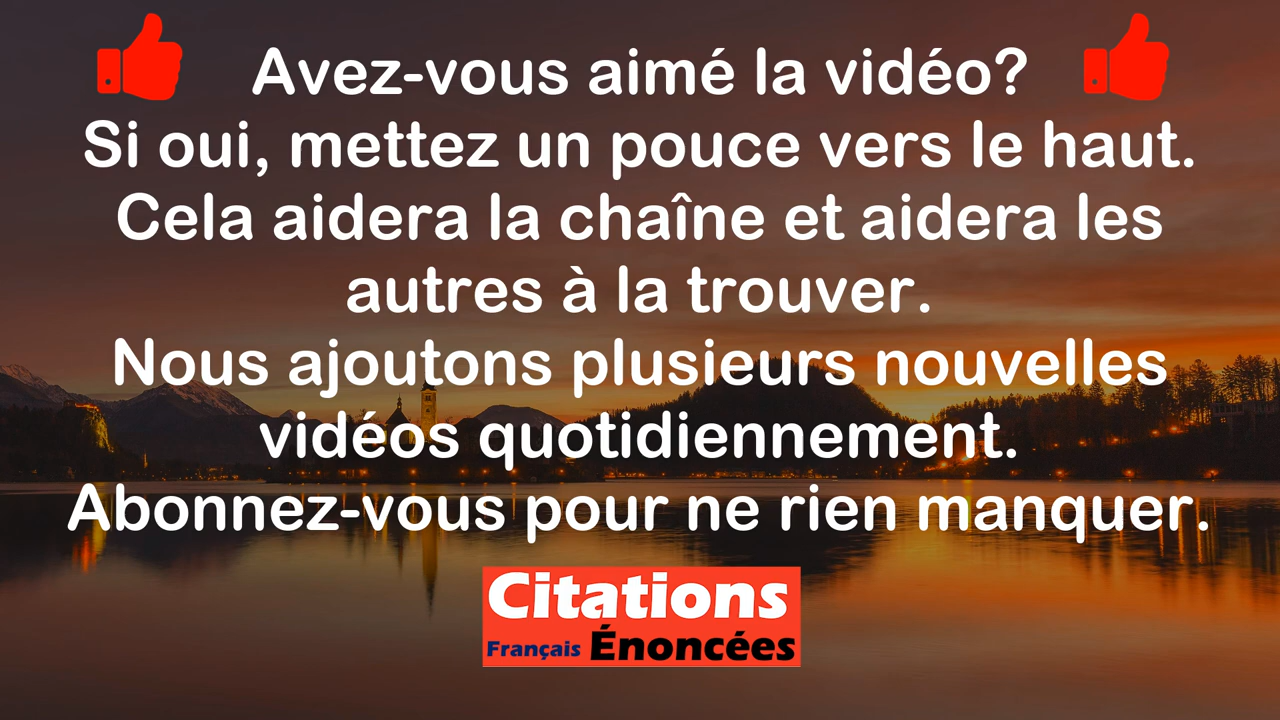 Avez-vous aimé la vidéo?
Si oui, mettez un pouce vers le haut.
Cela aidera la chaîne et aidera les
autres à la trouver.
Nous ajoutons plusieurs nouvelles
vidéos quotidiennement.
Abonnez-vous pour ne rien manquer.
Citations
Français Énoncées